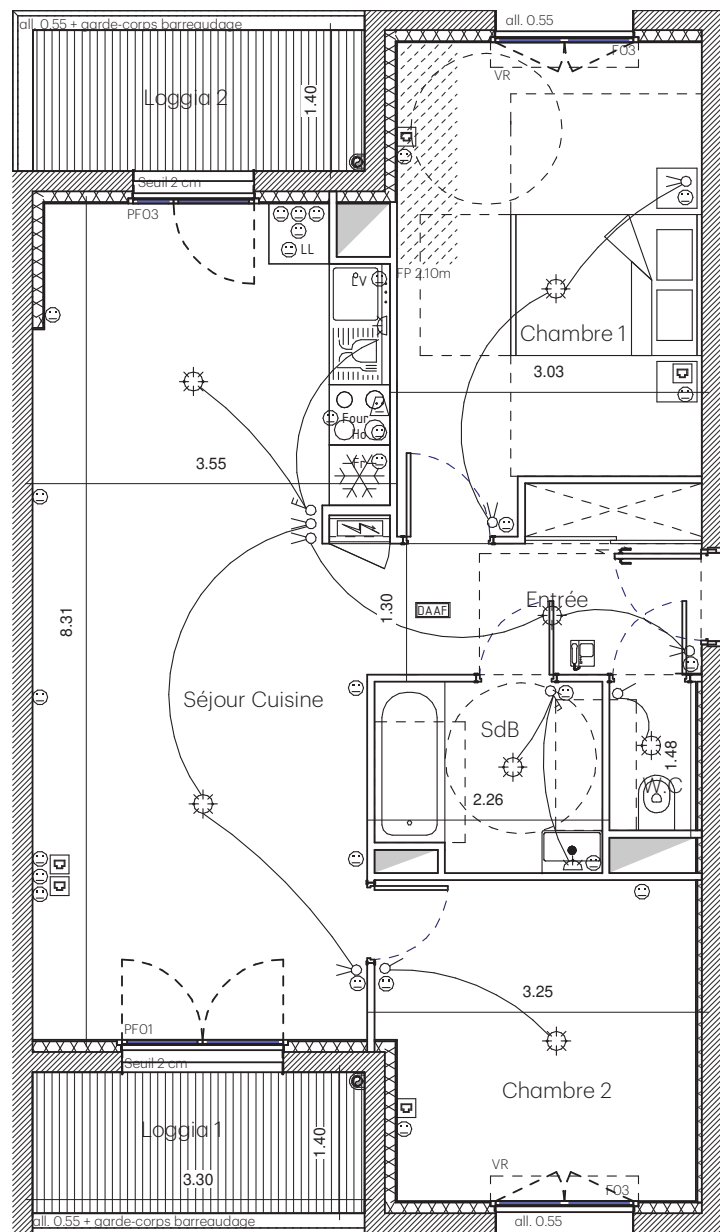 all. 0.55 + garde-corps barreaudage
all. 0.55
F03
VR
Loggia 2
1.40
Seuil 2 cm
PF03
LL
LV
FP 2.10m
Chambre 1
3.03
Four
Ho
Fr
3.55
Entrée
1.30
DAAF
8.31
Séjour Cuisine
SdB
1.48
W.C
2.26
3.25
PF01
Seuil 2 cm
Chambre 2
Loggia 1
1.40
3.30
VR
F03
all. 0.55 + garde-corps barreaudage
all. 0.55